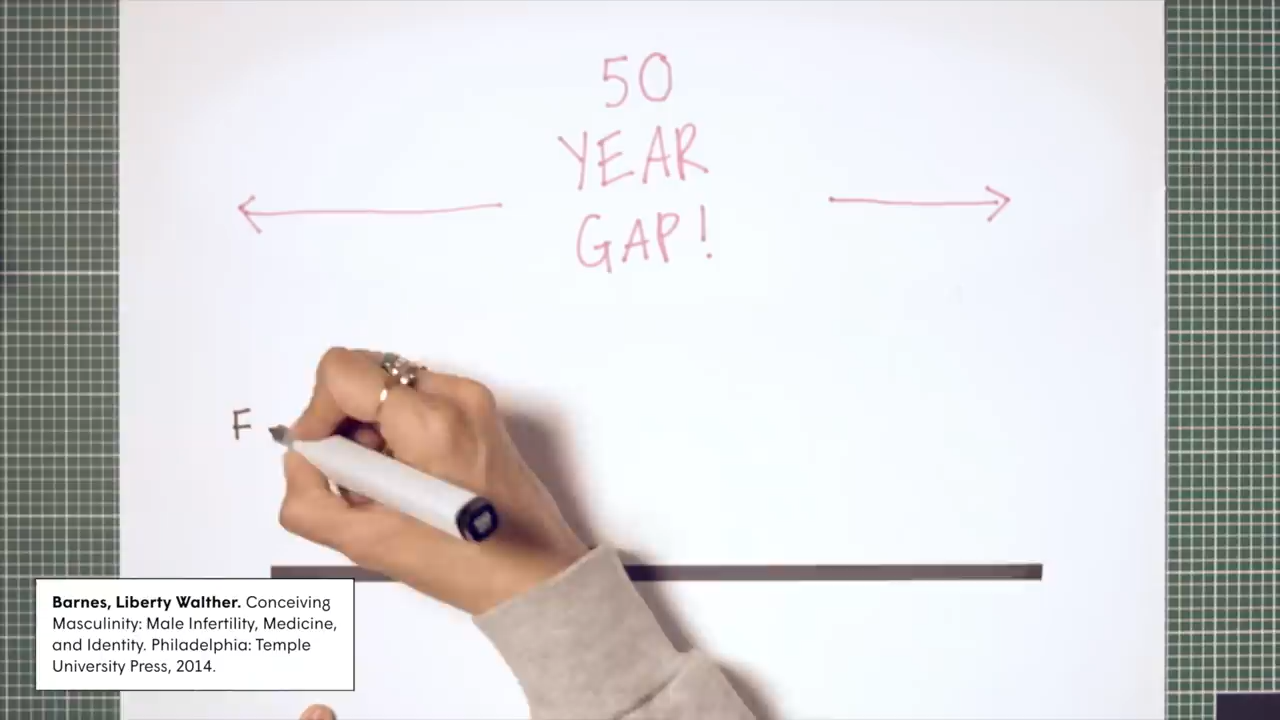 50
YEAR
GAP!
F
Barnes, Liberty Walther. Conceiving
Masculinity: Male Infertility, Medicine,
and Identity. Philadelphia: Temple
University Press, 2014.